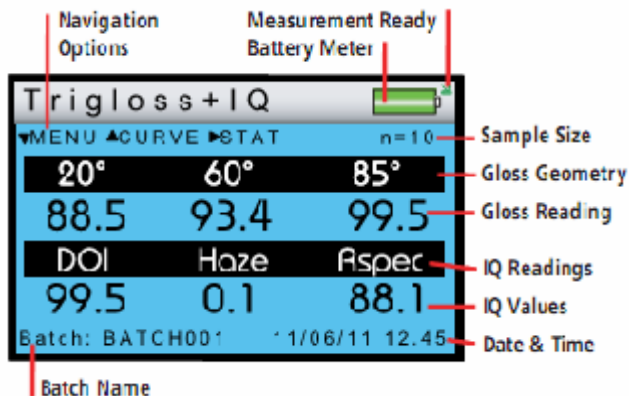 Navigation Options
Measurement Ready
Battery Meter
Trigloss+IQ
▼MENU ▲CURVE ►STAT n=10
Sample Size
20° 60° 85°
Gloss Geometry
88.5 93.4 99.5
Gloss Reading
DOI Haze Aspec
IQ Readings
99.5 0.1 88.1
IQ Values
Batch: BATCH001 11/06/11 12.45
Date & Time
Batch Name